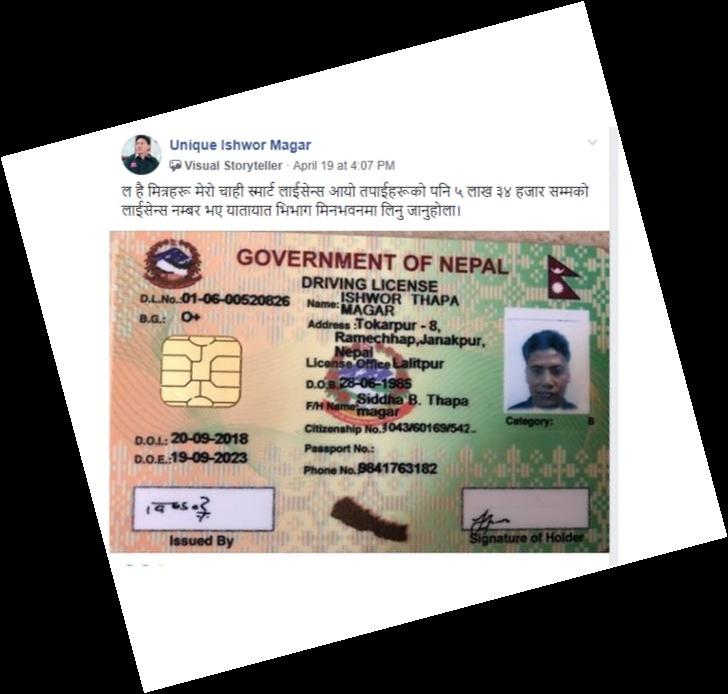 Unique Ishwor Magar
Visual Storyteller · April 19 at 4:07 PM
ल है मित्रहरू मेरो चाही स्मार्ट लाईसेन्स आयो तपाईहरूको पनि ५ लाख ३४ हजार सम्मको
लाईसेन्स नम्बर भए यातायात भिभाग मिनभवनमा लिनु जानुहोला।
GOVERNMENT OF NEPAL
DRIVING LICENSE
D.L.No.:01-06-00520826
B.G.: O+
Name: ISHWOR THAPA
MAGAR
Address :Tokarpur - 8,
Ramechhap,Janakpur,
Nepal
License Office Lalitpur
D.O.B.28-06-1985
F/H Name: Siddha B. Thapa
magar
Citizenship No.:1043/60169/542..
Passport No.:
Phone No.:9841763182
Category: B
D.O.I.: 20-09-2018
D.O.E.:19-09-2023
Issued By
Signature of Holder